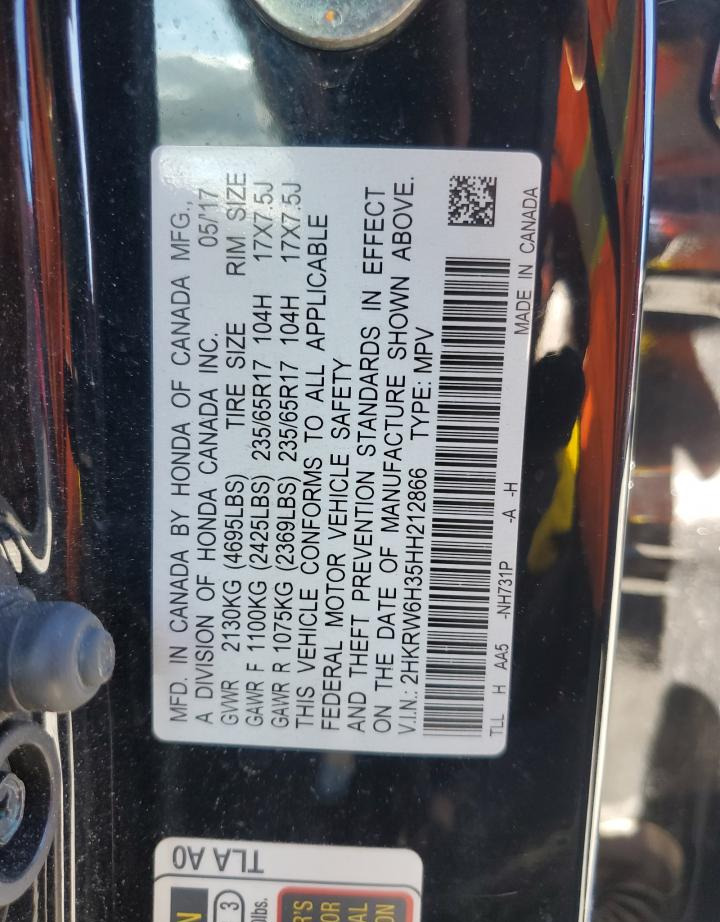 MFD. IN CANADA BY HONDA OF CANADA MFG.,
A DIVISION OF HONDA CANADA INC. 05/'17
GVWR 2130KG (4695LBS) TIRE SIZE RIM SIZE
GAWR F 1100KG (2425LBS) 235/65R17 104H 17X7.5J
GAWR R 1075KG (2369LBS) 235/65R17 104H 17X7.5J
THIS VEHICLE CONFORMS TO ALL APPLICABLE
FEDERAL MOTOR VEHICLE SAFETY
AND THEFT PREVENTION STANDARDS IN EFFECT
ON THE DATE OF MANUFACTURE SHOWN ABOVE.
V.I.N.: 2HKRW6H35HH212866 TYPE: MPV
TLL H AA5 -NH731P -A -H
MADE IN CANADA
TLA A0
3
lbs.